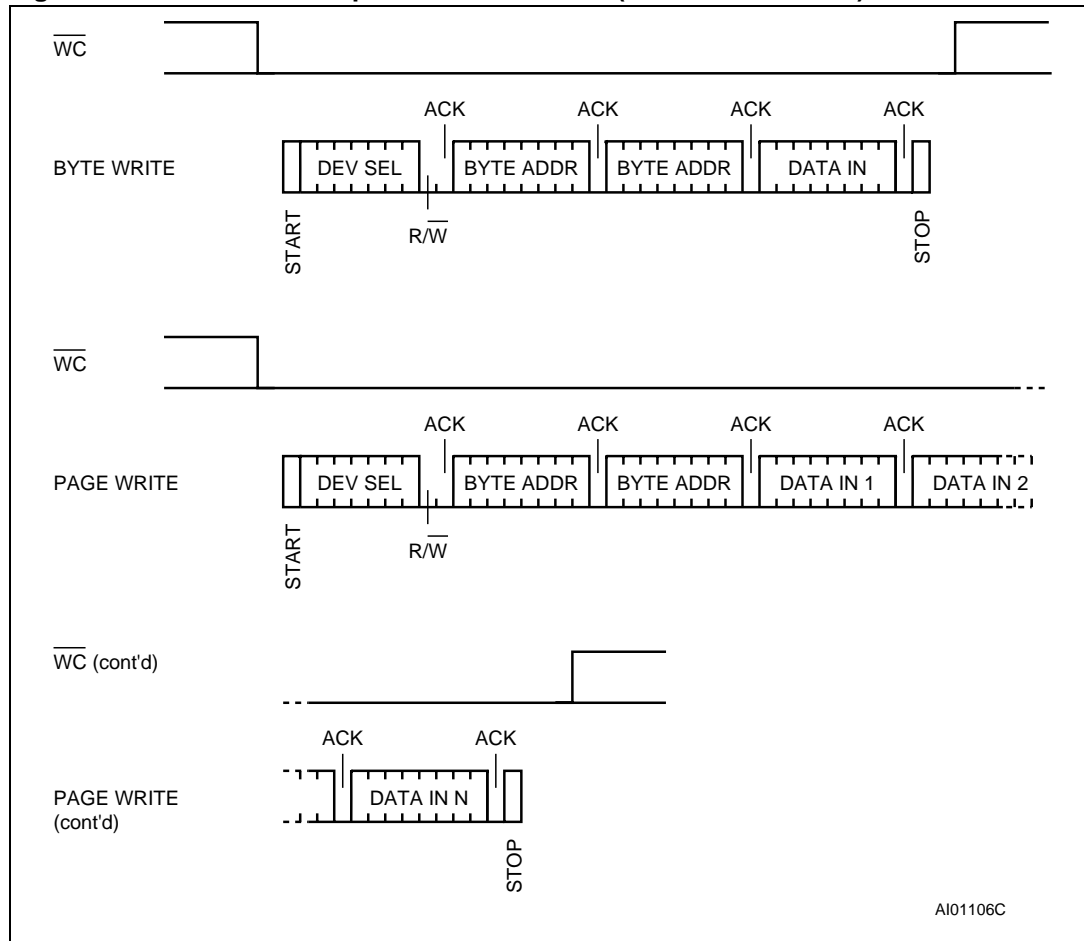 WC
ACK ACK ACK ACK
BYTE WRITE DEV SEL BYTE ADDR BYTE ADDR DATA IN
R/W
START
STOP
WC
ACK ACK ACK ACK
PAGE WRITE DEV SEL BYTE ADDR BYTE ADDR DATA IN 1 DATA IN 2
R/W
START
WC (cont'd)
ACK ACK
PAGE WRITE DATA IN N
(cont'd)
STOP
AI01106C